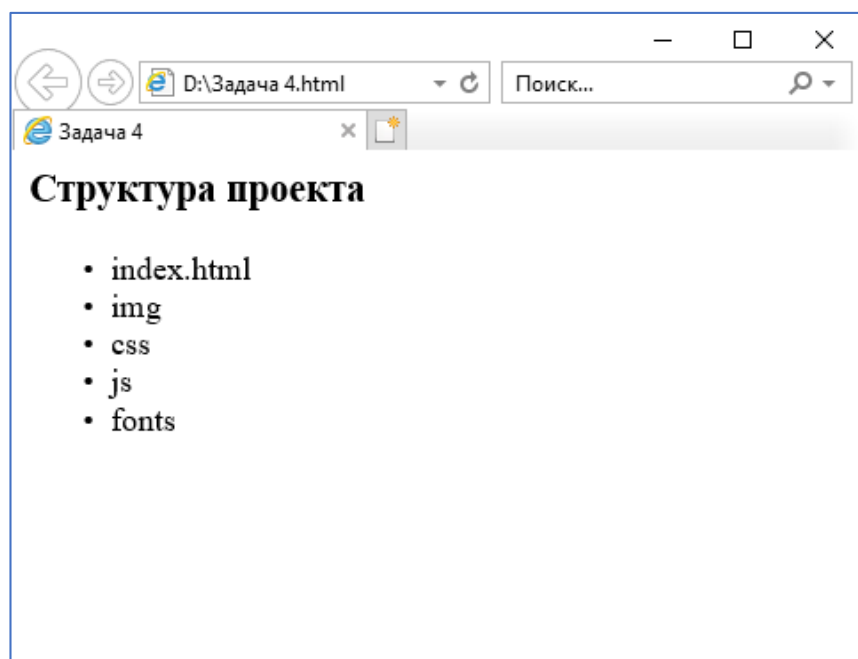 D:\Задача 4.html
Поиск...
Задача 4
Структура проекта
• index.html
• img
• css
• js
• fonts